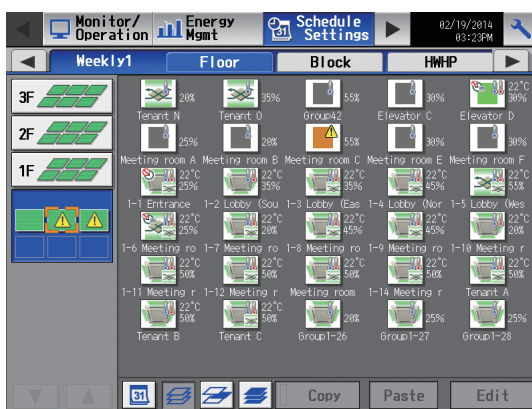 Monitor/ Operation
Energy Mgmt
31 Schedule Settings
02/19/2014 03:23PM
Weekly1 Floor Block HWHP
3F
2F
1F
20% 35% 55% 30% 22°C 30%
Tenant N Tenant O Group42 Elevator C Elevator D
25% 20% 55% 30% 30%
Meeting room A Meeting room B Meeting room C Meeting room E Meeting room F
22°C 25% 22°C 35% 22°C 35% 22°C 45% 22°C 55%
1-1 Entrance 1-2 Lobby (Sou 1-3 Lobby (Eas 1-4 Lobby (Nor 1-5 Lobby (Wes
22°C 25% 22°C 20% 22°C 45% 22°C 45% 22°C 20%
1-6 Meeting ro 1-7 Meeting ro 1-8 Meeting ro 1-9 Meeting ro 1-10 Meeting r
22°C 50% 22°C 50% 22°C 50% 22°C 50% 22°C 50%
1-11 Meeting r 1-12 Meeting r Meeting room 1-14 Meeting r Tenant A
22°C 50% 22°C 50% 20% 25% 25%
Tenant B Tenant C Group1-26 Group1-27 Group1-28
31 Copy Paste Edit